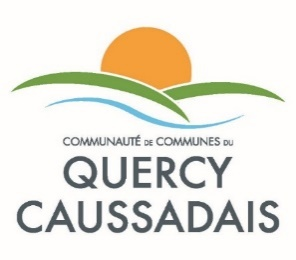 COMMUNAUTÉ DE COMMUNES DU
QUERCY
CAUSSADAIS